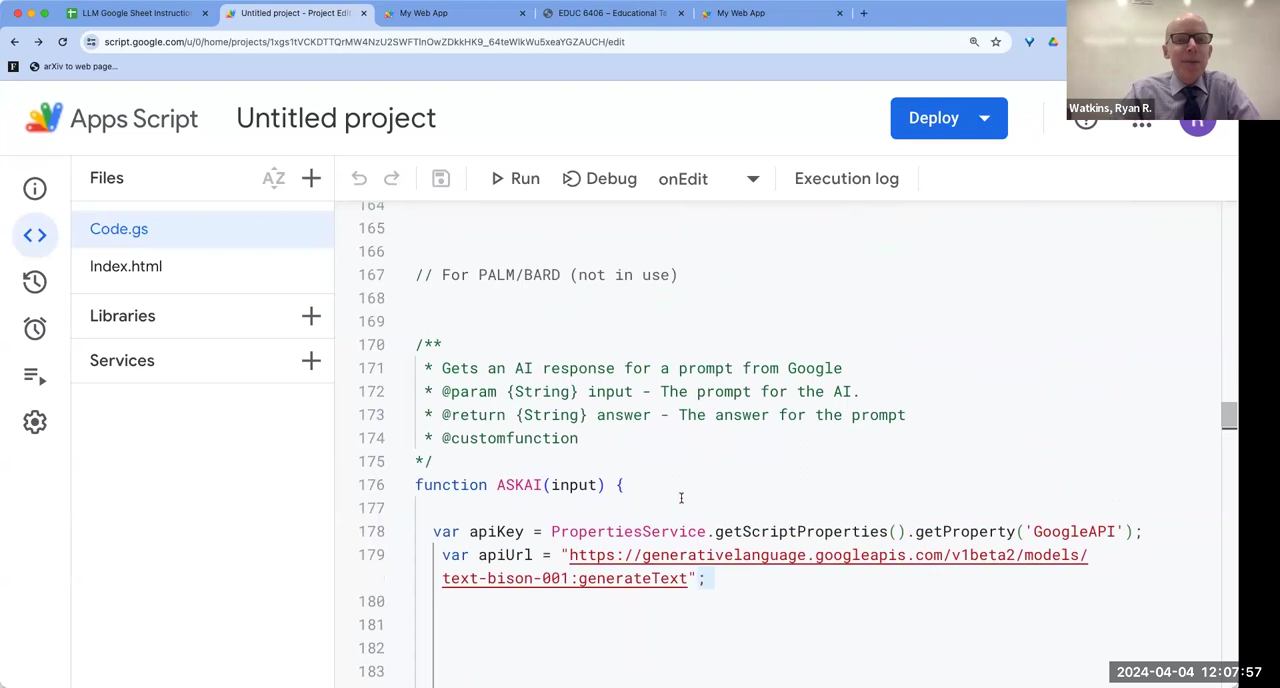 LLM Google Sheet Instructio
Untitled project - Project Edit
My Web App
EDUC 6406 – Educational Te
My Web App
script.google.com/u/0/home/projects/1xgs1tVCKDTTQrMW4NzU2SWFTlnOwZDkkHK9_64teWlkWu5xeaYGZAUCH/edit
arXiv to web page...
Watkins, Ryan R.
Apps Script
Untitled project
Deploy
Files
AZ
Run
Debug
onEdit
Execution log
Code.gs
Index.html
Libraries
Services
164
165
166
167 // For PALM/BARD (not in use)
168
169
170 /**
171 * Gets an AI response for a prompt from Google
172 * @param {String} input - The prompt for the AI.
173 * @return {String} answer - The answer for the prompt
174 * @customfunction
175 */
176 function ASKAI(input) {
177
178 var apiKey = PropertiesService.getScriptProperties().getProperty('GoogleAPI');
179 var apiUrl = "https://generativelanguage.googleapis.com/v1beta2/models/
text-bison-001:generateText";
180
181
182
183
2024-04-04 12:07:57